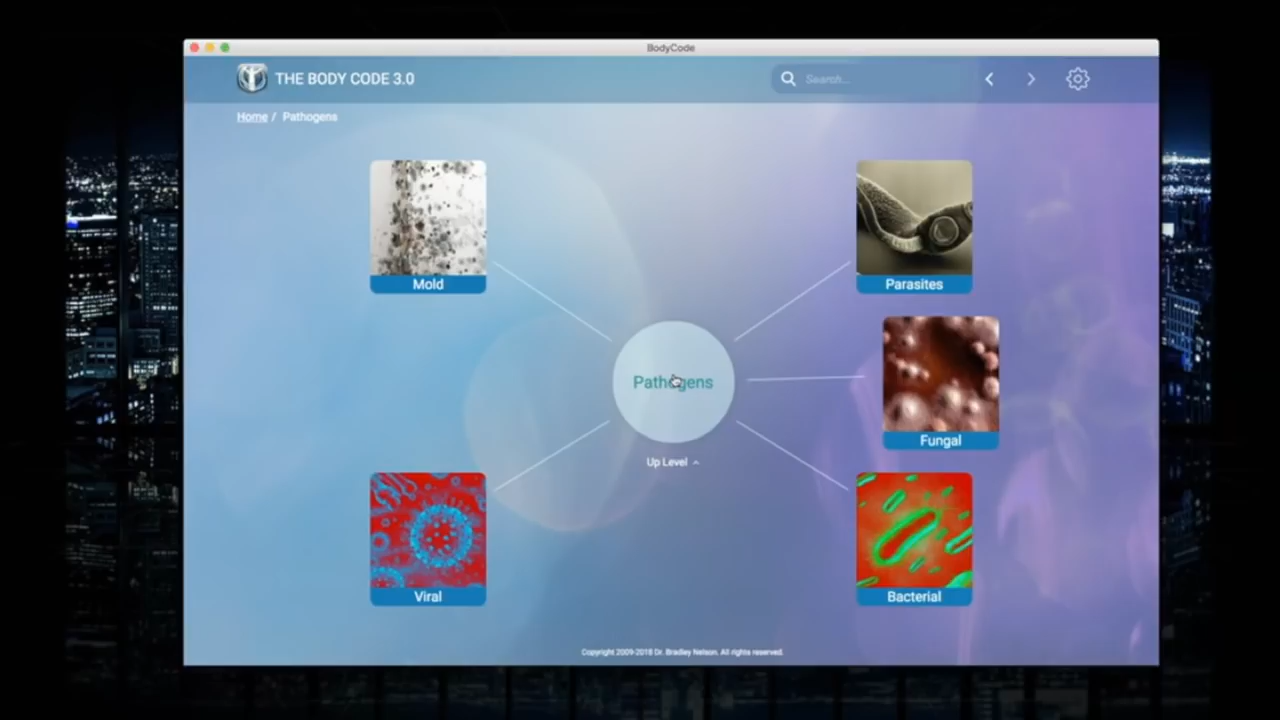 BodyCode
THE BODY CODE 3.0
Search...
Home / Pathogens
Mold
Parasites
Pathogens
Fungal
Up Level
Viral
Bacterial
Copyright 2009-2018 Dr. Bradley Nelson. All rights reserved.